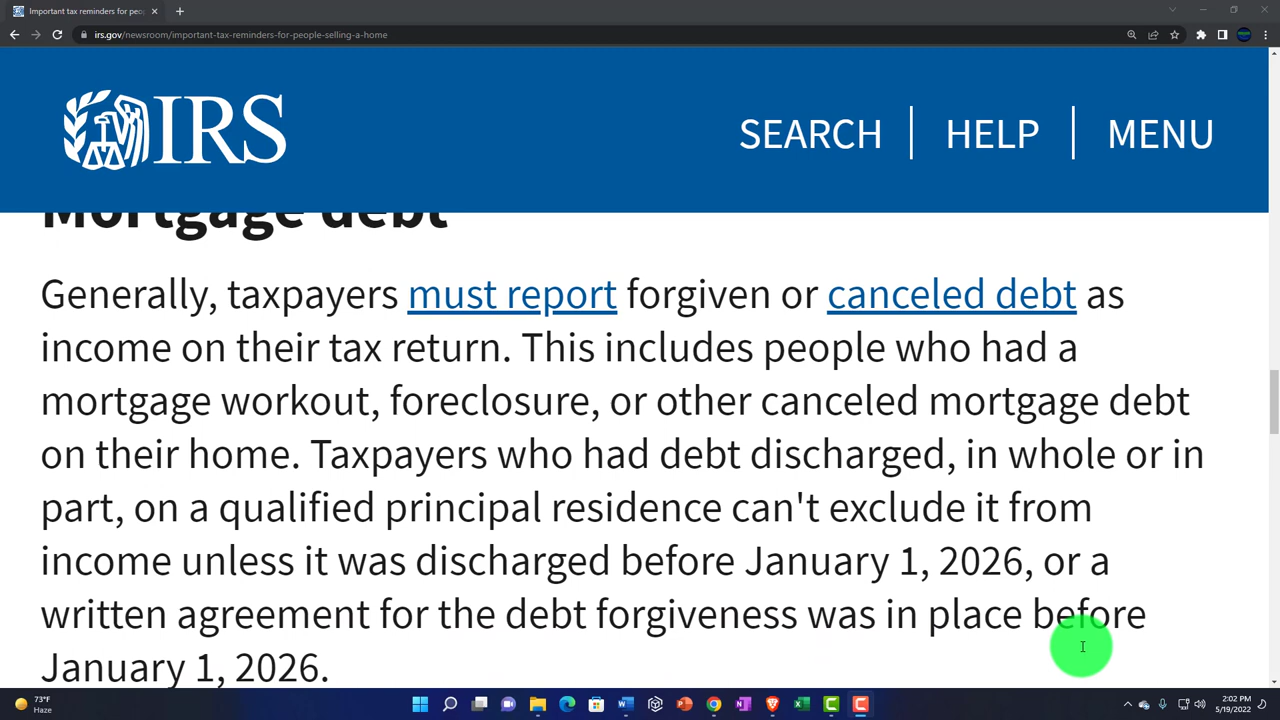 Important tax reminders for peo
irs.gov/newsroom/important-tax-reminders-for-people-selling-a-home
IRS
SEARCH
HELP
MENU
Mortgage debt
Generally, taxpayers must report forgiven or canceled debt as
income on their tax return. This includes people who had a
mortgage workout, foreclosure, or other canceled mortgage debt
on their home. Taxpayers who had debt discharged, in whole or in
part, on a qualified principal residence can't exclude it from
income unless it was discharged before January 1, 2026, or a
written agreement for the debt forgiveness was in place before
January 1, 2026.
73°F
Haze
2:02 PM
5/19/2022